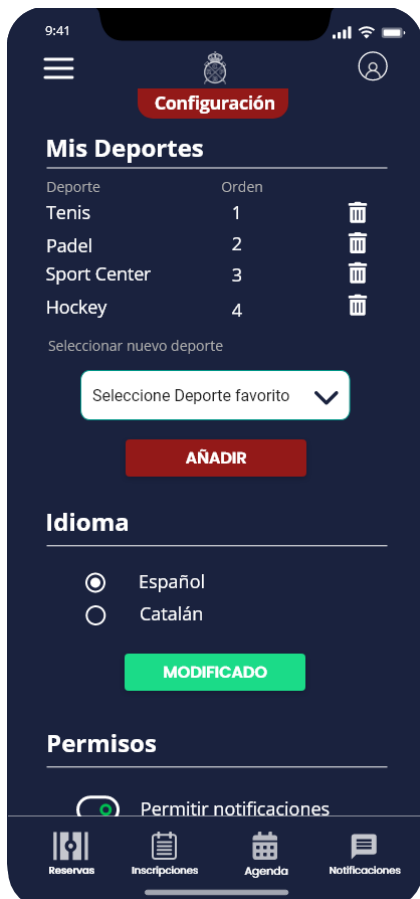 9:41
Configuración
Mis Deportes
Deporte Orden
Tenis 1
Padel 2
Sport Center 3
Hockey 4
Seleccionar nuevo deporte
Seleccione Deporte favorito
AÑADIR
Idioma
Español
Catalán
MODIFICADO
Permisos
Permitir notificaciones
Reservas Inscripciones Agenda Notificaciones